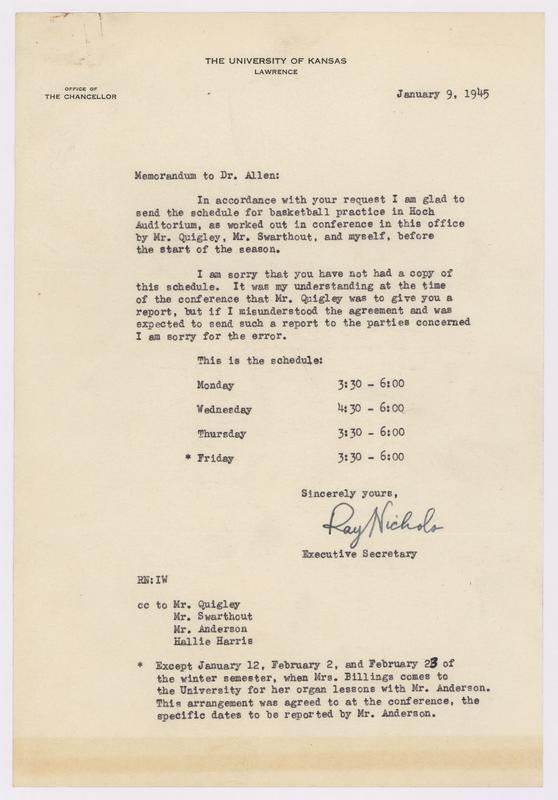 THE UNIVERSITY OF KANSAS
LAWRENCE
OFFICE OF
THE CHANCELLOR
January 9, 1945
Memorandum to Dr. Allen:
In accordance with your request I am glad to
send the schedule for basketball practice in Hoch
Auditorium, as worked out in conference in this office
by Mr. Quigley, Mr. Swarthout, and myself, before
the start of the season.
I am sorry that you have not had a copy of
this schedule. It was my understanding at the time
of the conference that Mr. Quigley was to give you a
report, but if I misunderstood the agreement and was
expected to send such a report to the parties concerned
I am sorry for the error.
This is the schedule:
Monday 3:30 - 6:00
Wednesday 4:30 - 6:00
Thursday 3:30 - 6:00
* Friday 3:30 - 6:00
Sincerely yours,
Ray Nichols
Executive Secretary
RN:IW
cc to Mr. Quigley
Mr. Swarthout
Mr. Anderson
Hallie Harris
* Except January 12, February 2, and February 23 of
the winter semester, when Mrs. Billings comes to
the University for her organ lessons with Mr. Anderson.
This arrangement was agreed to at the conference, the
specific dates to be reported by Mr. Anderson.